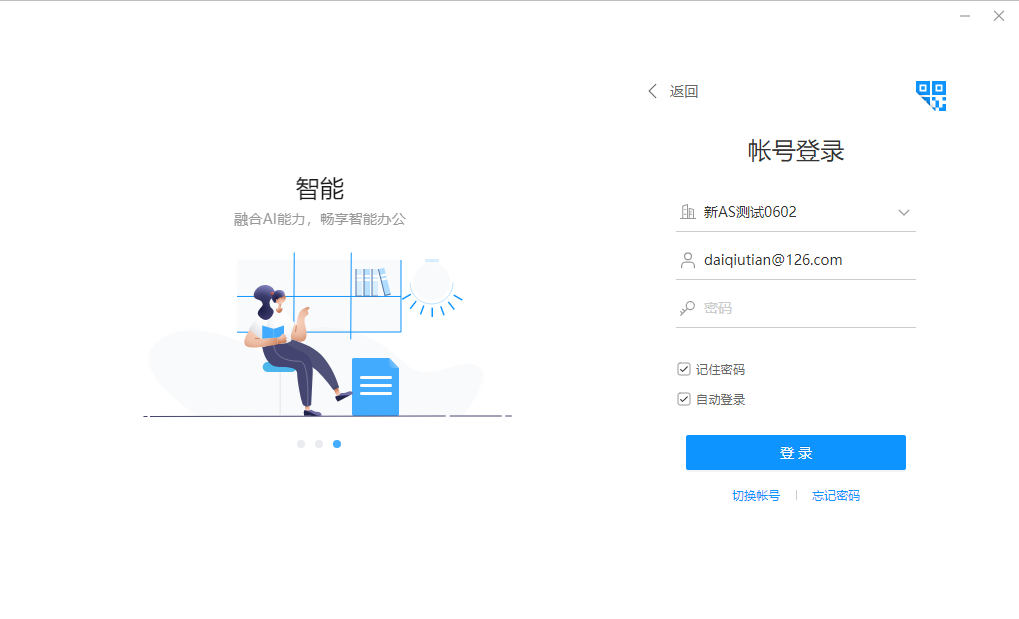 智能
融合AI能力，畅享智能办公
返回
帐号登录
新AS测试0602
daiqiutian@126.com
密码
记住密码
自动登录
登录
切换帐号
忘记密码